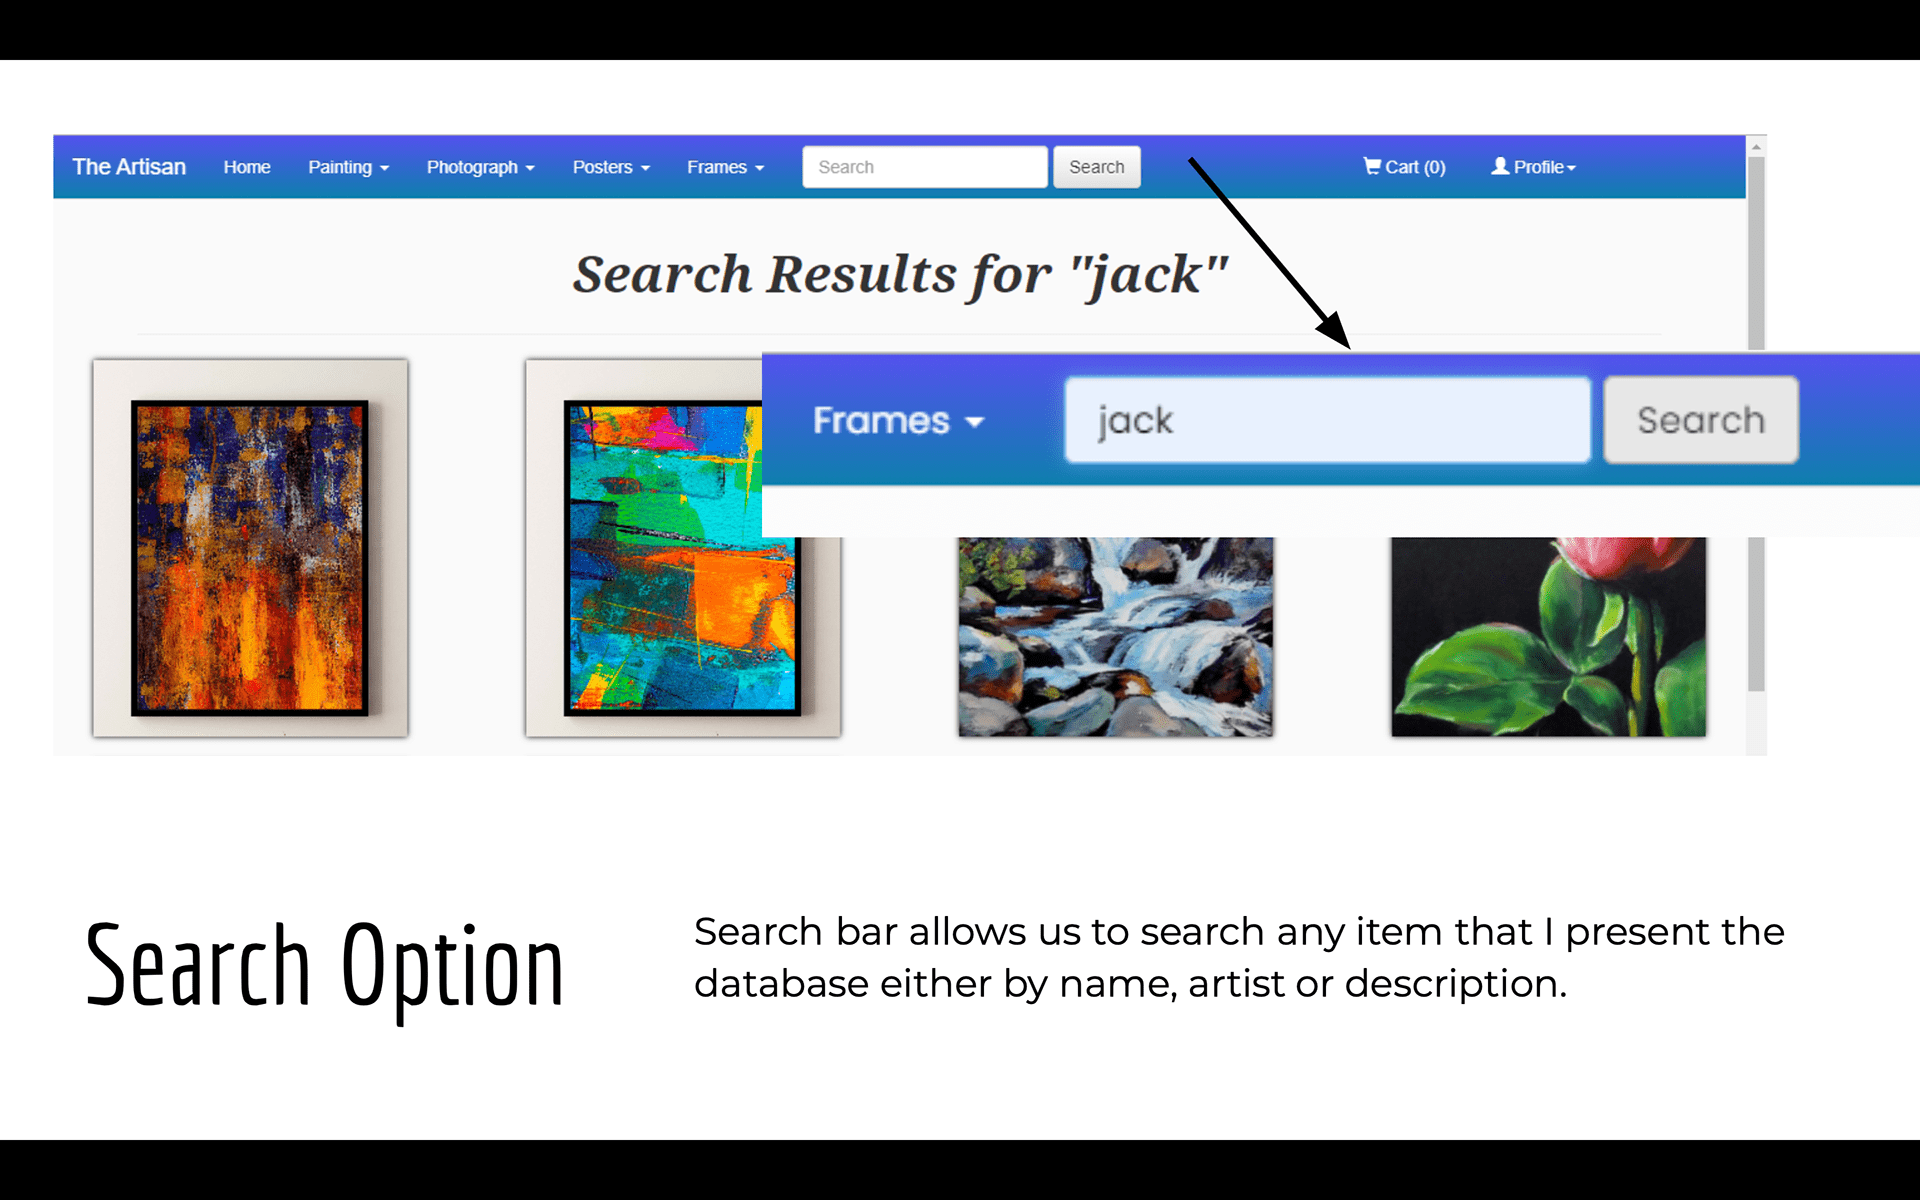 The Artisan Home Painting Photograph Posters Frames Search Search Cart (0) Profile
Search Results for "jack"
Frames jack Search
Search Option
Search bar allows us to search any item that I present the
database either by name, artist or description.